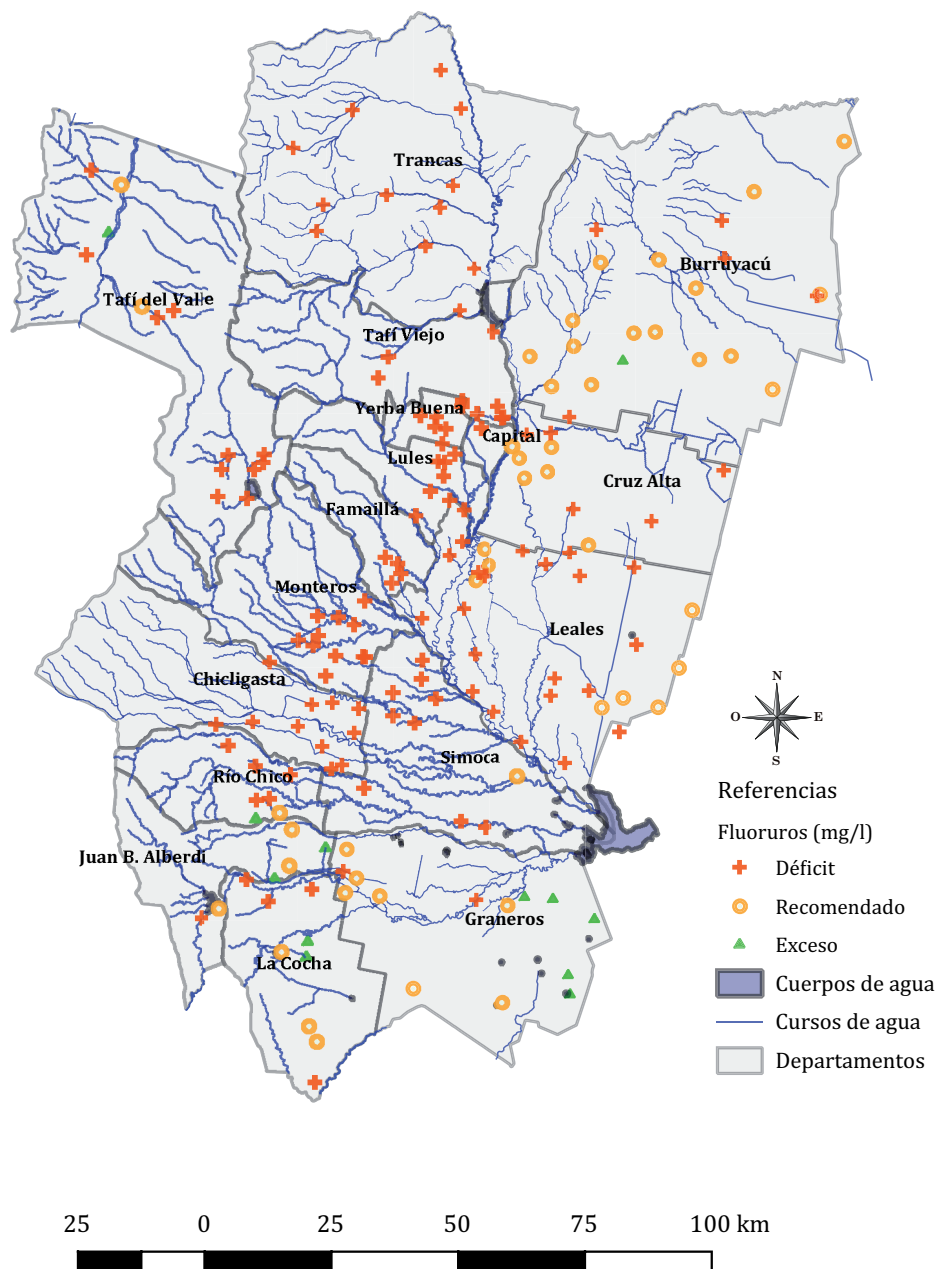 Trancas
Burruyacú
Tafí del Valle
Tafí Viejo
Yerba Buena
Capital
Lules
Cruz Alta
Famaillá
Monteros
Leales
Chicligasta
N
O
E
S
Simoca
Río Chico
Referencias
Fluoruros (mg/l)
Juan B. Alberdi
Déficit
Recomendado
Graneros
Exceso
La Cocha
Cuerpos de agua
Cursos de agua
Departamentos
25 0 25 50 75 100 km